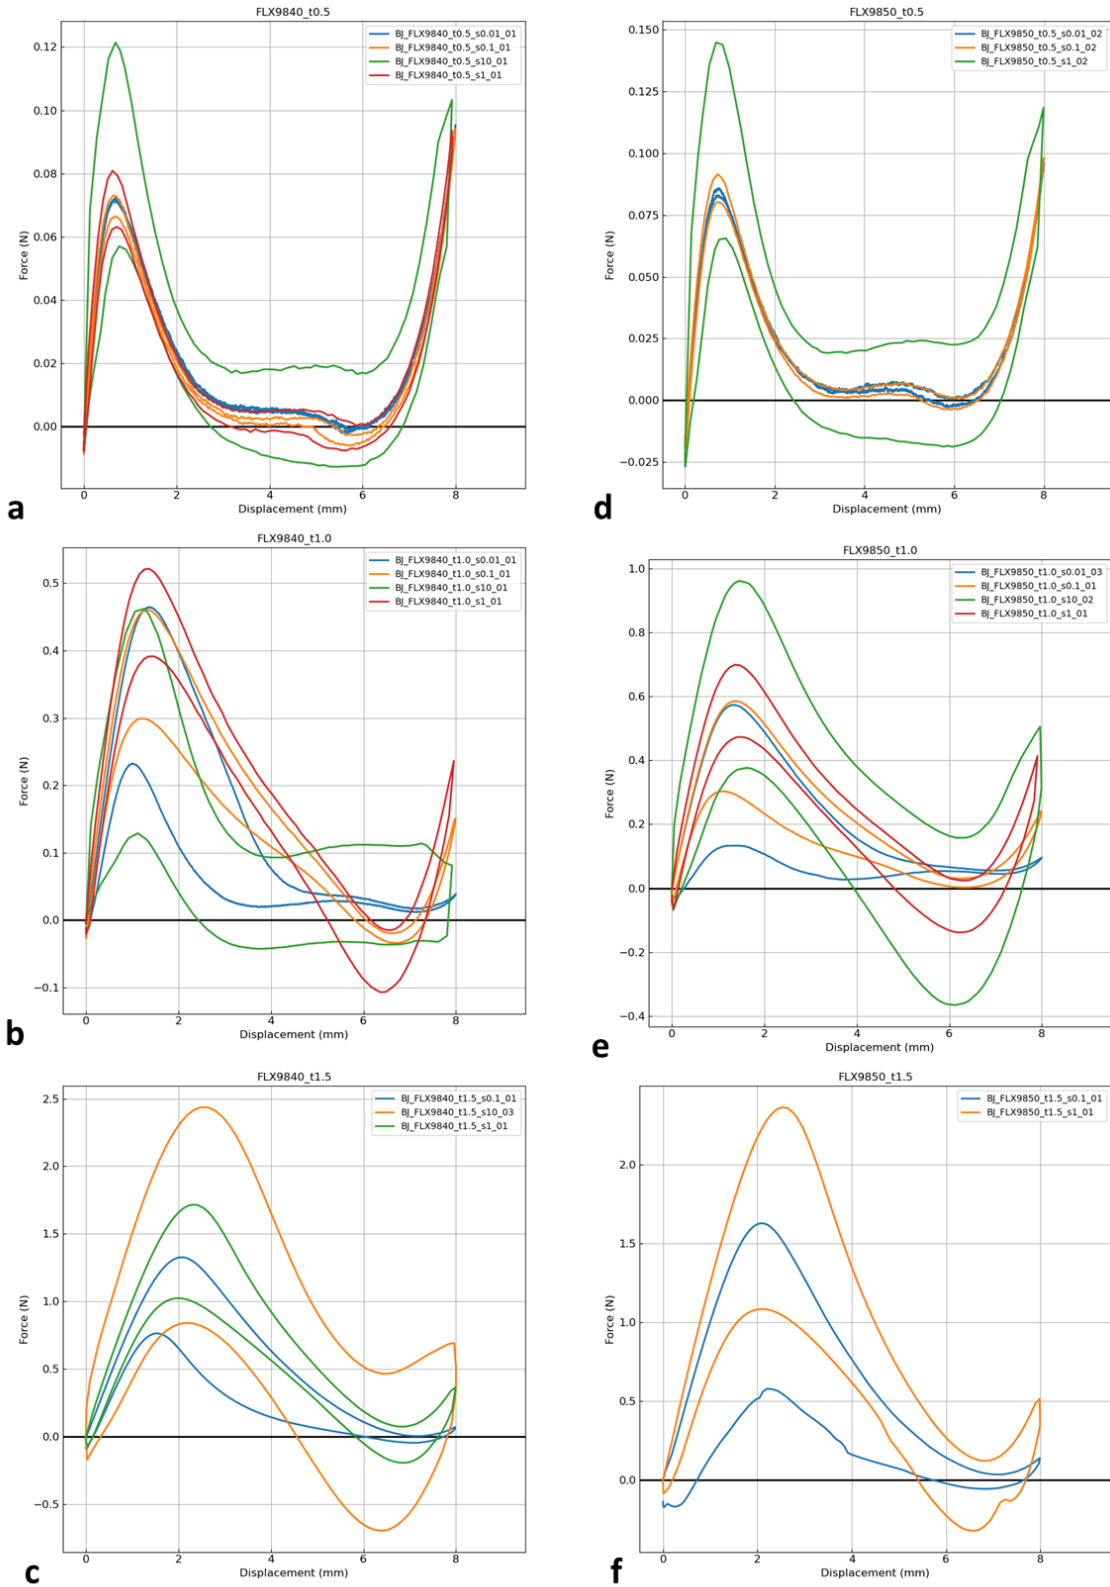 FLX9840_t0.5
BJ_FLX9840_t0.5_s0.01_01
BJ_FLX9840_t0.5_s0.1_01
BJ_FLX9840_t0.5_s10_01
BJ_FLX9840_t0.5_s1_01
0.12
0.10
0.08
0.06
0.04
0.02
0.00
Force (N)
0 2 4 6 8
Displacement (mm)
a
FLX9850_t0.5
BJ_FLX9850_t0.5_s0.01_02
BJ_FLX9850_t0.5_s0.1_02
BJ_FLX9850_t0.5_s1_02
0.150
0.125
0.100
0.075
0.050
0.025
0.000
−0.025
Force (N)
0 2 4 6 8
Displacement (mm)
d
FLX9840_t1.0
BJ_FLX9840_t1.0_s0.01_01
BJ_FLX9840_t1.0_s0.1_01
BJ_FLX9840_t1.0_s10_01
BJ_FLX9840_t1.0_s1_01
0.5
0.4
0.3
0.2
0.1
0.0
−0.1
Force (N)
0 2 4 6 8
Displacement (mm)
b
FLX9850_t1.0
BJ_FLX9850_t1.0_s0.01_03
BJ_FLX9850_t1.0_s0.1_01
BJ_FLX9850_t1.0_s10_02
BJ_FLX9850_t1.0_s1_01
1.0
0.8
0.6
0.4
0.2
0.0
−0.2
−0.4
Force (N)
0 2 4 6 8
Displacement (mm)
e
FLX9840_t1.5
BJ_FLX9840_t1.5_s0.1_01
BJ_FLX9840_t1.5_s10_03
BJ_FLX9840_t1.5_s1_01
2.5
2.0
1.5
1.0
0.5
0.0
−0.5
Force (N)
0 2 4 6 8
Displacement (mm)
c
FLX9850_t1.5
BJ_FLX9850_t1.5_s0.1_01
BJ_FLX9850_t1.5_s1_01
2.0
1.5
1.0
0.5
0.0
Force (N)
0 2 4 6 8
Displacement (mm)
f